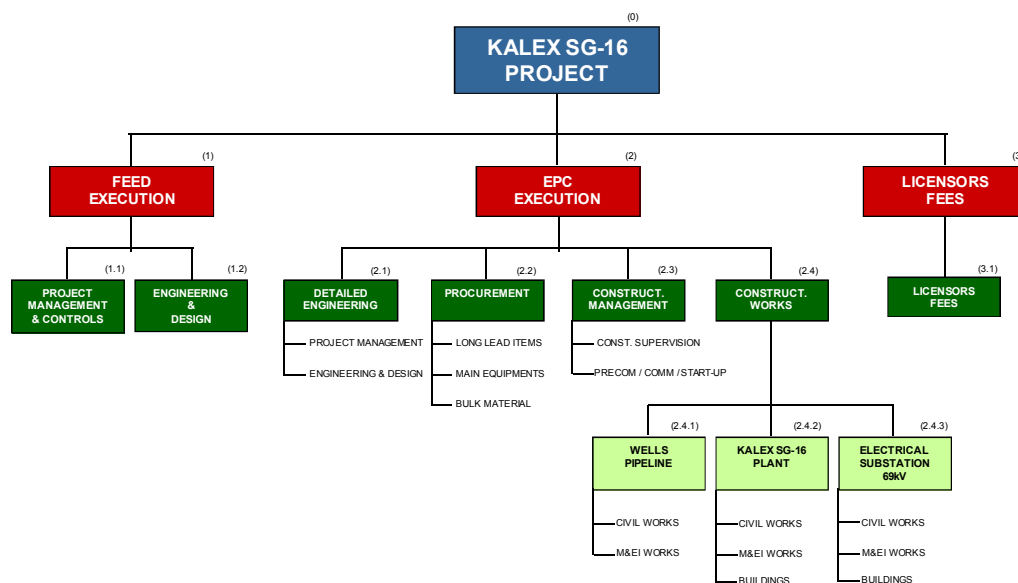 (0)
KALEX SG-16
PROJECT
(1)
FEED
EXECUTION
(2)
EPC
EXECUTION
(3
LICENSORS
FEES
(1.1)
PROJECT
MANAGEMENT
& CONTROLS
(1.2)
ENGINEERING
&
DESIGN
(2.1)
DETAILED
ENGINEERING
PROJECT MANAGEMENT
ENGINEERING & DESIGN
(2.2)
PROCUREMENT
LONG LEAD ITEMS
MAIN EQUIPMENTS
BULK MATERIAL
(2.3)
CONSTRUCT.
MANAGEMENT
CONST. SUPERVISION
PRECOM / COMM / START-UP
(2.4)
CONSTRUCT.
WORKS
(3.1)
LICENSORS
FEES
(2.4.1)
WELLS
PIPELINE
CIVIL WORKS
M&EI WORKS
(2.4.2)
KALEX SG-16
PLANT
CIVIL WORKS
M&EI WORKS
BUILDINGS
(2.4.3)
ELECTRICAL
SUBSTATION
69kV
CIVIL WORKS
M&EI WORKS
BUILDINGS